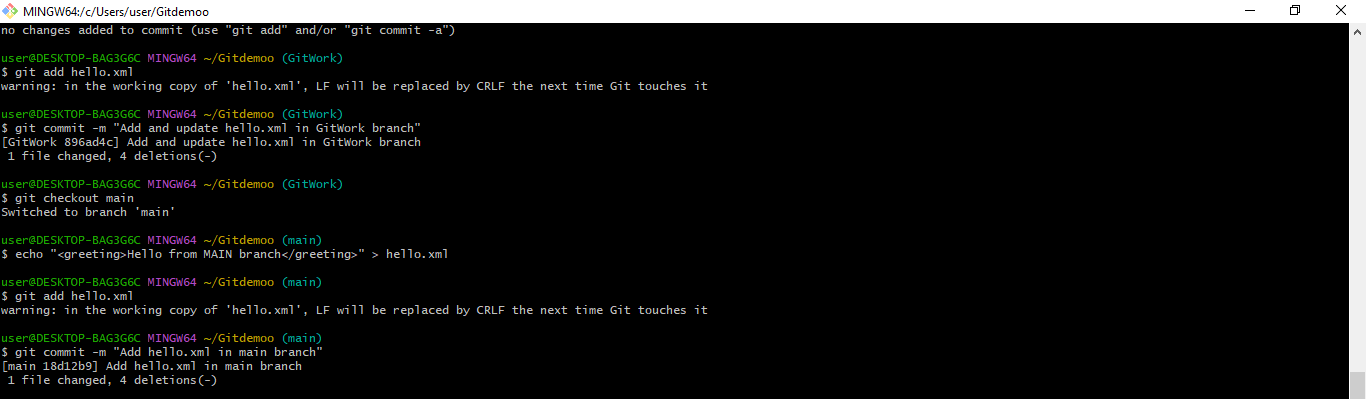 MINGW64:/c/Users/user/Gitdemoo
no changes added to commit (use "git add" and/or "git commit -a")
user@DESKTOP-BAG3G6C MINGW64 ~/Gitdemoo (GitWork)
$ git add hello.xml
warning: in the working copy of 'hello.xml', LF will be replaced by CRLF the next time Git touches it
user@DESKTOP-BAG3G6C MINGW64 ~/Gitdemoo (GitWork)
$ git commit -m "Add and update hello.xml in GitWork branch"
[GitWork 896ad4c] Add and update hello.xml in GitWork branch
 1 file changed, 4 deletions(-)
user@DESKTOP-BAG3G6C MINGW64 ~/Gitdemoo (GitWork)
$ git checkout main
Switched to branch 'main'
user@DESKTOP-BAG3G6C MINGW64 ~/Gitdemoo (main)
$ echo "<greeting>Hello from MAIN branch</greeting>" > hello.xml
user@DESKTOP-BAG3G6C MINGW64 ~/Gitdemoo (main)
$ git add hello.xml
warning: in the working copy of 'hello.xml', LF will be replaced by CRLF the next time Git touches it
user@DESKTOP-BAG3G6C MINGW64 ~/Gitdemoo (main)
$ git commit -m "Add hello.xml in main branch"
[main 18d12b9] Add hello.xml in main branch
 1 file changed, 4 deletions(-)